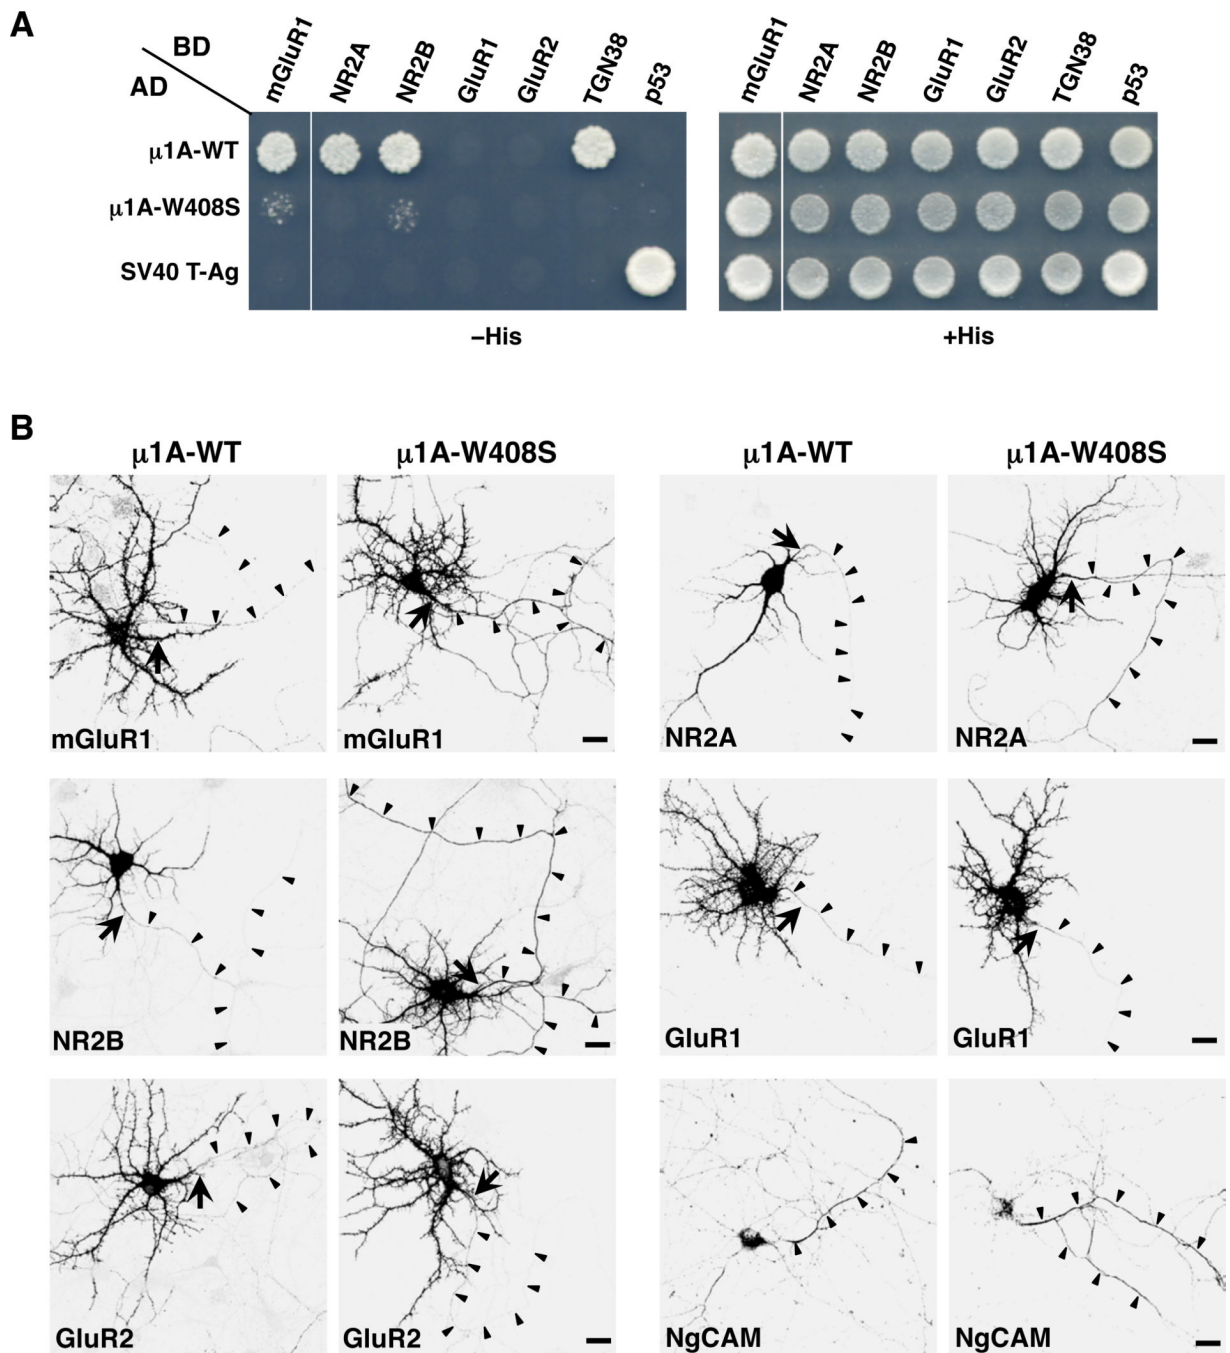 A
BD
AD
mGluR1 NR2A NR2B GluR1 GluR2 TGN38 p53
mGluR1 NR2A NR2B GluR1 GluR2 TGN38 p53
μ1A-WT
μ1A-W408S
SV40 T-Ag
–His
+His
B
μ1A-WT μ1A-W408S μ1A-WT μ1A-W408S
mGluR1 mGluR1 NR2A NR2A
NR2B NR2B GluR1 GluR1
GluR2 GluR2 NgCAM NgCAM